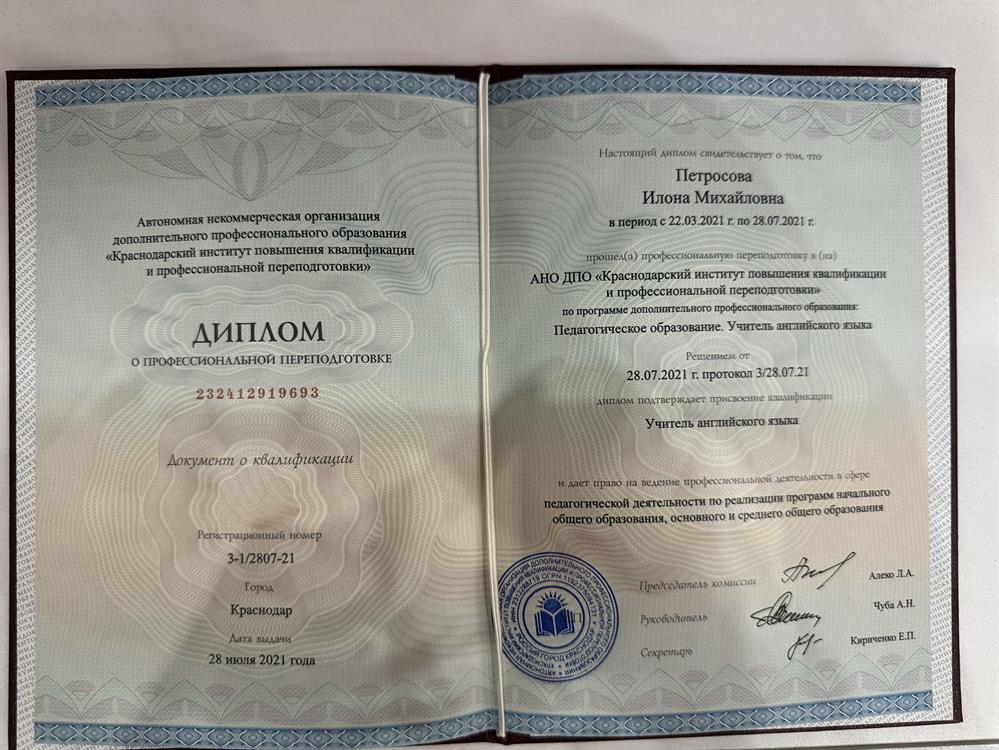 Автономная некоммерческая организация
дополнительного профессионального образования
«Краснодарский институт повышения квалификации
и профессиональной переподготовки»
ДИПЛОМ
О ПРОФЕССИОНАЛЬНОЙ ПЕРЕПОДГОТОВКЕ
232412919693
Документ о квалификации
Регистрационный номер
3-1/2807-21
Город
Краснодар
Дата выдачи
28 июля 2021 года
Настоящий диплом свидетельствует о том, что
Петросова
Илона Михайловна
в период с 22.03.2021 г. по 28.07.2021 г.
прошел(а) профессиональную переподготовку в (на)
АНО ДПО «Краснодарский институт повышения квалификации
и профессиональной переподготовки»
по программе дополнительного профессионального образования:
Педагогическое образование. Учитель английского языка
Решением от
28.07.2021 г. протокол 3/28.07.21
диплом подтверждает присвоение квалификации
Учитель английского языка
и дает право на ведение профессиональной деятельности в сфере
педагогической деятельности по реализации программ начального
общего образования, основного и среднего общего образования
Председатель комиссии
Алеко Л.А.
Руководитель
Чуба А.Н.
Секретарь
Кириченко Е.П.